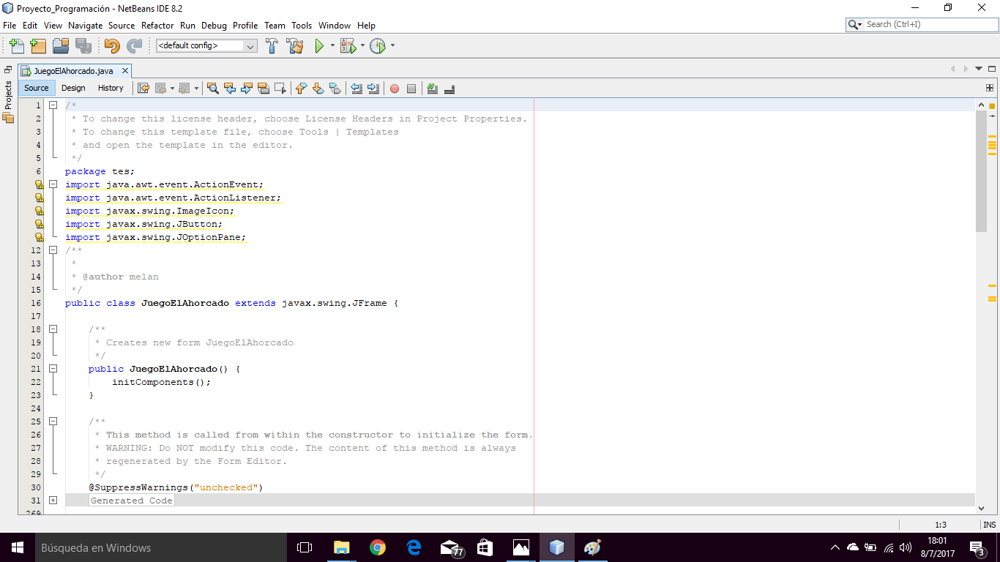 Proyecto_Programación - NetBeans IDE 8.2
File Edit View Navigate Source Refactor Run Debug Profile Team Tools Window Help
Search (Ctrl+I)
<default config>
JuegoElAhorcado.java
Projects
Source Design History
1 /*
2 * To change this license header, choose License Headers in Project Properties.
3 * To change this template file, choose Tools | Templates
4 * and open the template in the editor.
5 */
6 package tes;
import java.awt.event.ActionEvent;
import java.awt.event.ActionListener;
import javax.swing.ImageIcon;
import javax.swing.JButton;
import javax.swing.JOptionPane;
12 /**
13 *
14 * @author melan
15 */
16 public class JuegoElAhorcado extends javax.swing.JFrame {
17
18 /**
19 * Creates new form JuegoElAhorcado
20 */
21 public JuegoElAhorcado() {
22 initComponents();
23 }
24
25 /**
26 * This method is called from within the constructor to initialize the form.
27 * WARNING: Do NOT modify this code. The content of this method is always
28 * regenerated by the Form Editor.
29 */
30 @SuppressWarnings("unchecked")
31 Generated Code
269
1:3 INS
Búsqueda en Windows
77
18:01
8/7/2017
3